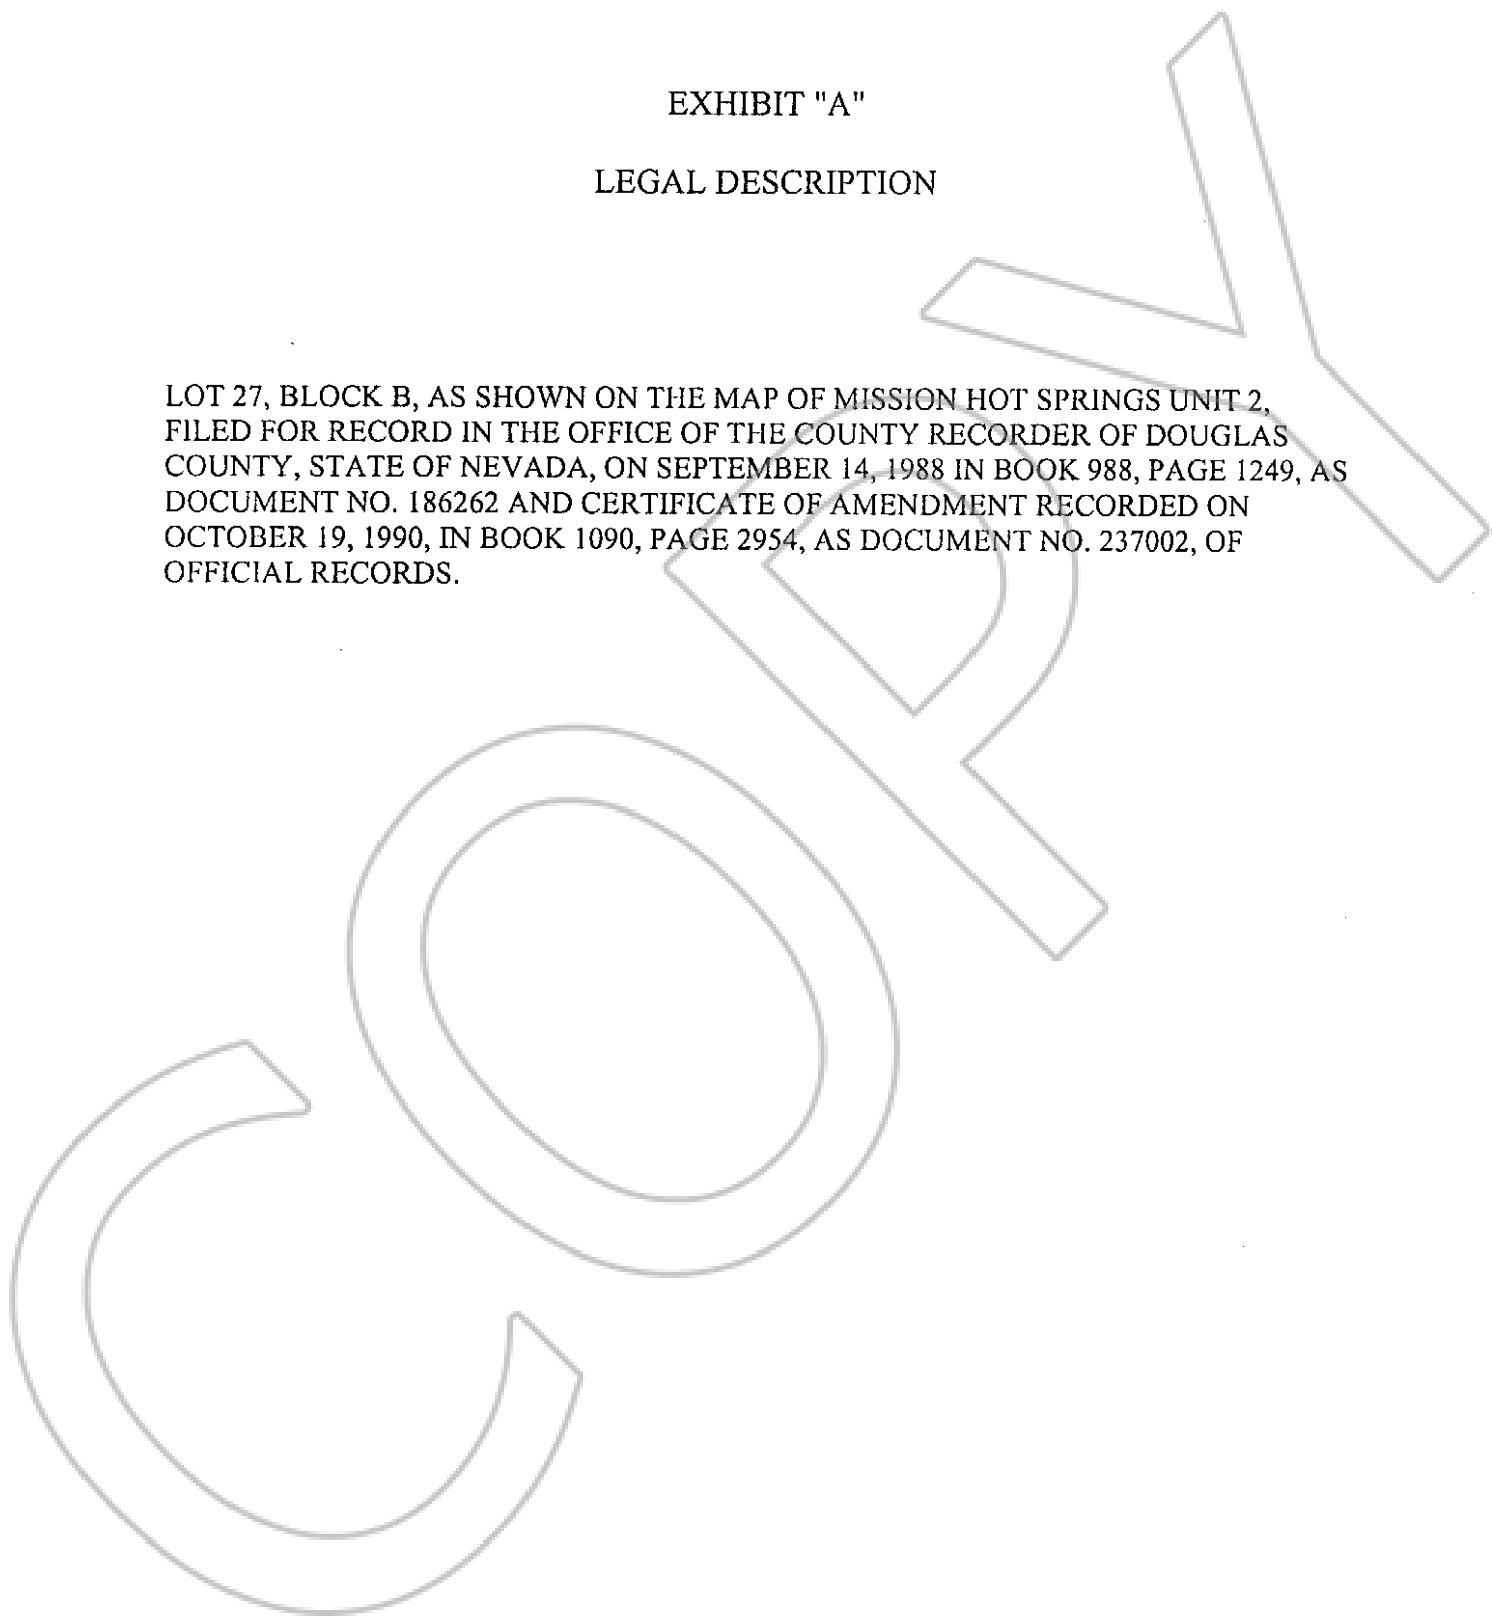 EXHIBIT "A"
LEGAL DESCRIPTION
LOT 27, BLOCK B, AS SHOWN ON THE MAP OF MISSION HOT SPRINGS UNIT 2,
FILED FOR RECORD IN THE OFFICE OF THE COUNTY RECORDER OF DOUGLAS
COUNTY, STATE OF NEVADA, ON SEPTEMBER 14, 1988 IN BOOK 988, PAGE 1249, AS
DOCUMENT NO. 186262 AND CERTIFICATE OF AMENDMENT RECORDED ON
OCTOBER 19, 1990, IN BOOK 1090, PAGE 2954, AS DOCUMENT NO. 237002, OF
OFFICIAL RECORDS.
COPY